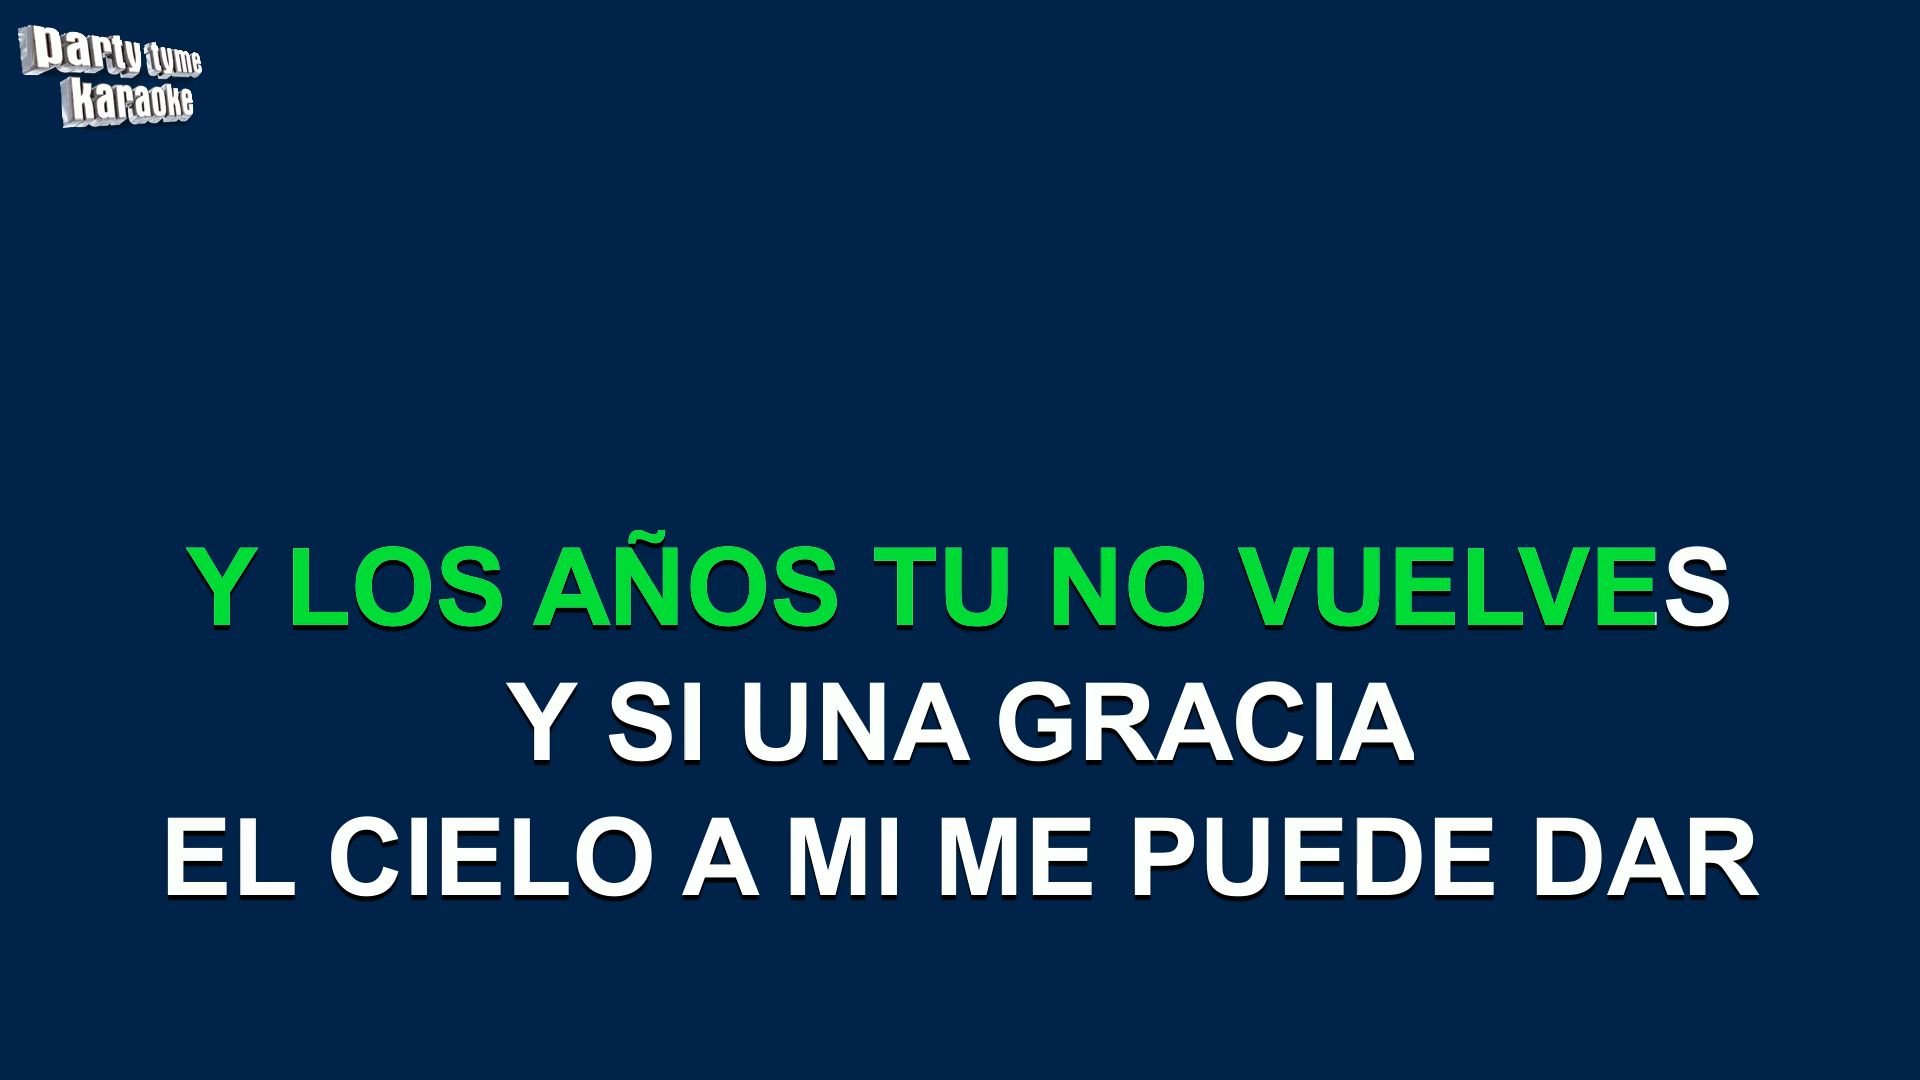 party tyme
karaoke
Y LOS AÑOS TU NO VUELVES
Y SI UNA GRACIA
EL CIELO A MI ME PUEDE DAR